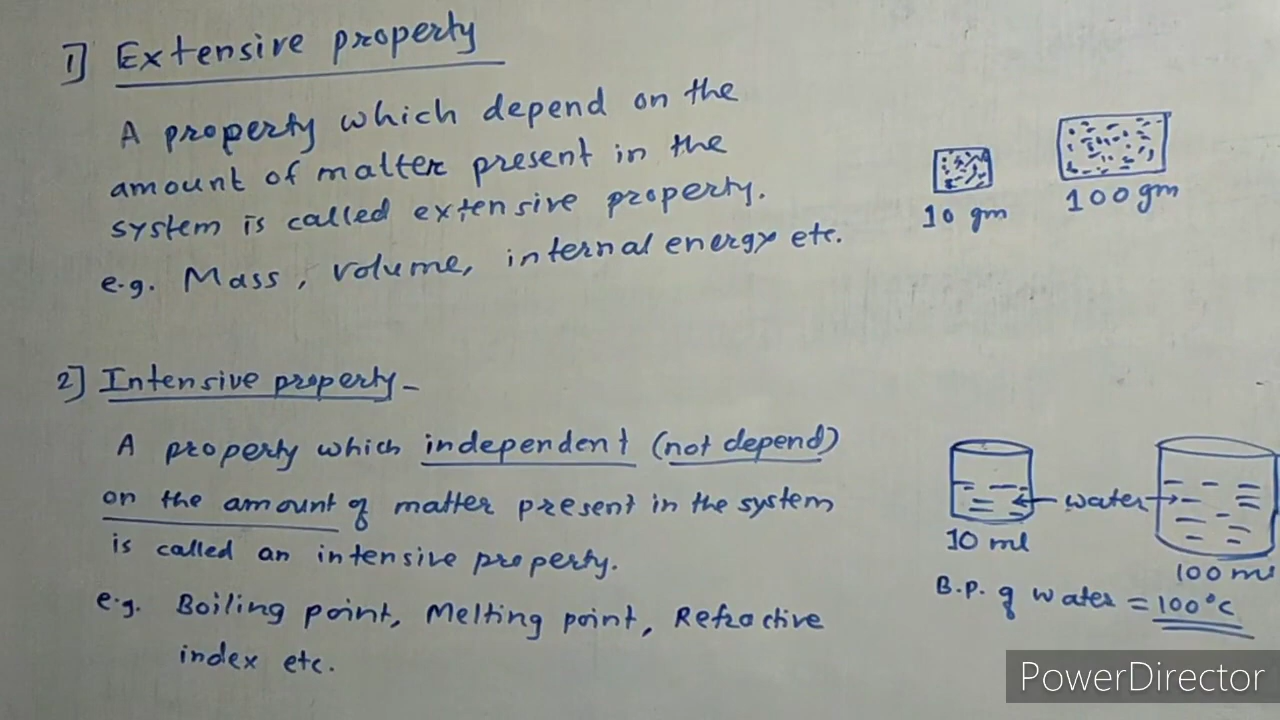 1] Extensive property
A property which depend on the
amount of matter present in the
system is called extensive property.
e.g. Mass, volume, internal energy etc.
10 gm
100 gm
2] Intensive property-
A property which independent (not depend)
on the amount of matter present in the system
is called an intensive property.
e.g. Boiling point, Melting point, Refractive
index etc.
water
10 ml
100 ml
B.p. of water = 100°C
PowerDirector